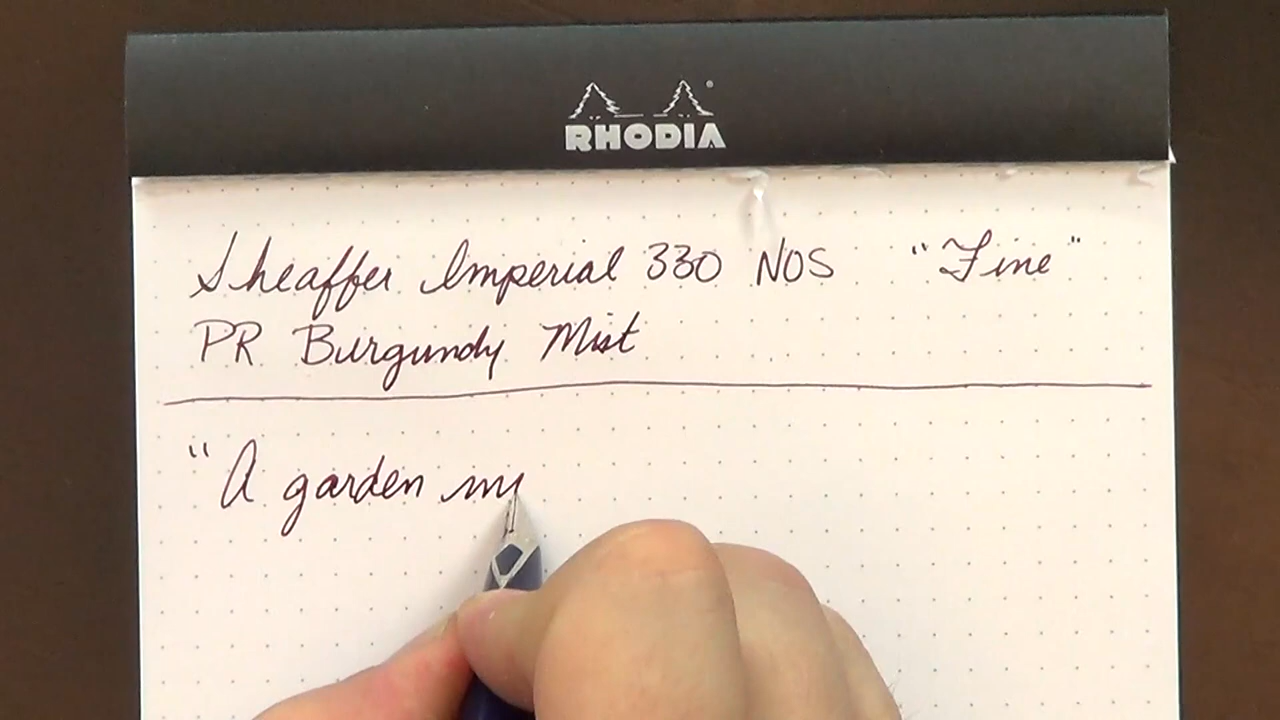 RHODIA
Sheaffer Imperial 330 NOS "Fine"
PR Burgundy Mist
"A garden